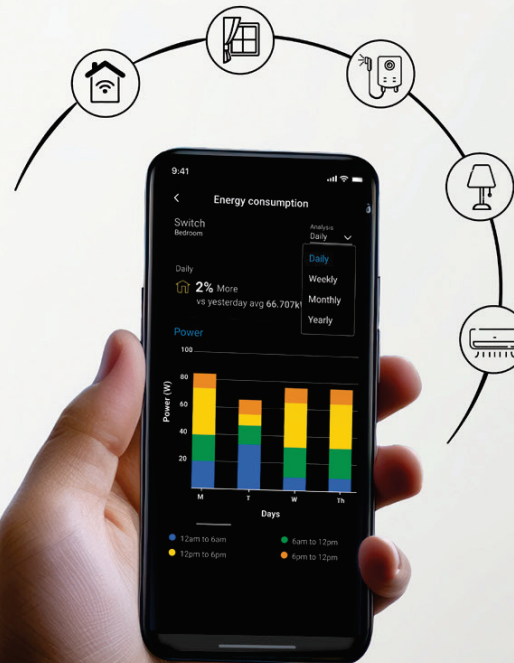 9:41
Energy consumption
Switch
Bedroom
Analysis
Daily
Daily
Weekly
Monthly
Yearly
Daily
2% More
vs yesterday avg 66.707k
Power
100
80
60
40
20
Power (W)
M T W Th
Days
12am to 6am
6am to 12pm
12pm to 6pm
6pm to 12pm